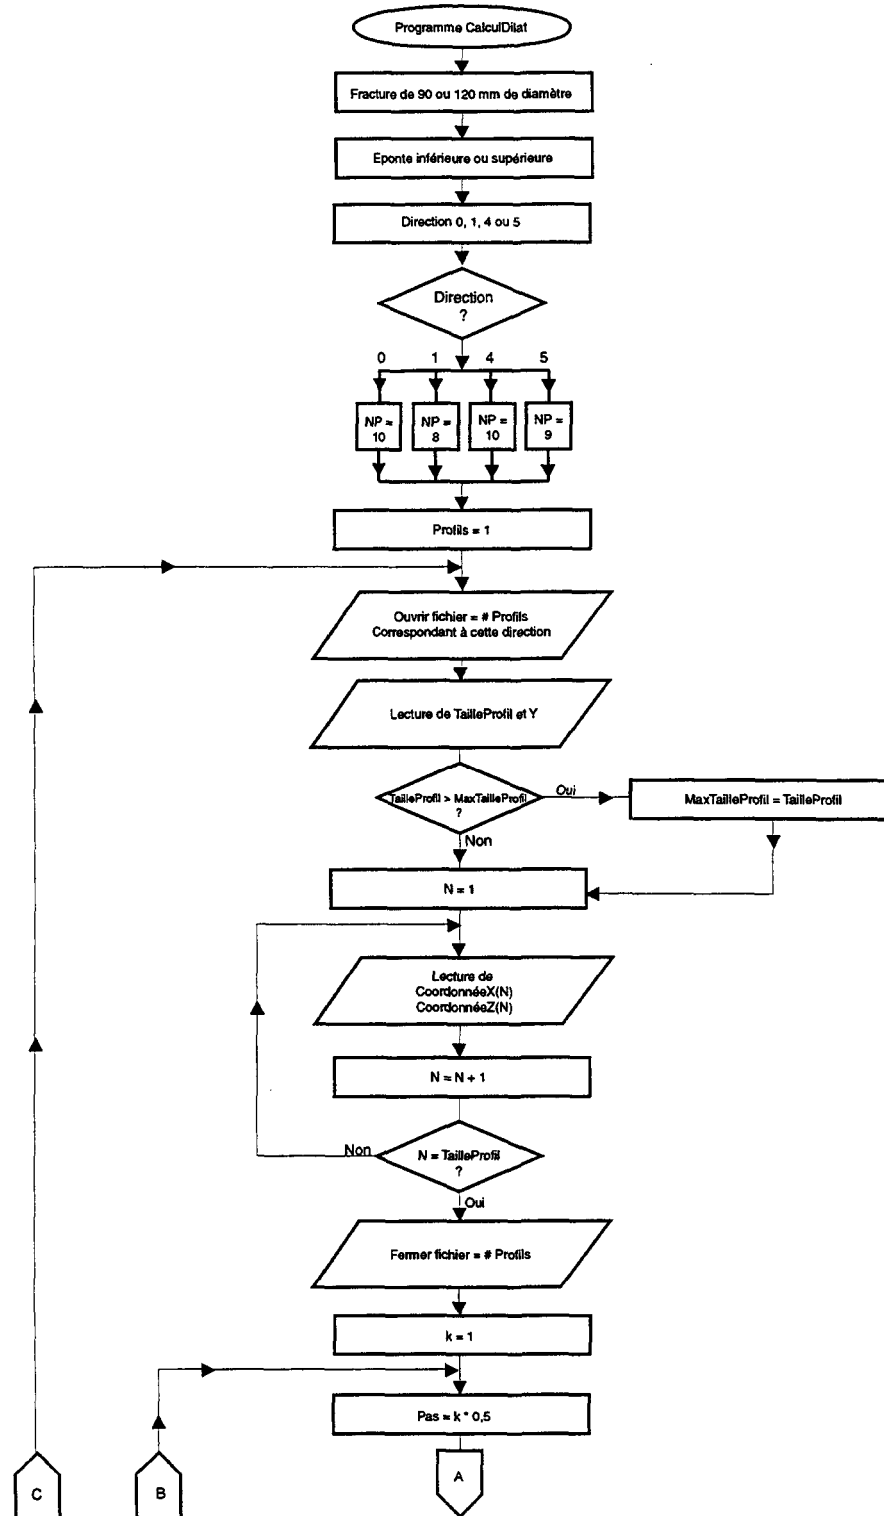 Programme CalculDilat
Fracture de 90 ou 120 mm de diamètre
Eponte inférieure ou supérieure
Direction 0, 1, 4 ou 5
Direction
?
0 1 4 5
NP = NP = NP = NP =
10 8 10 9
Profils = 1
Ouvrir fichier = # Profils
Correspondant à cette direction
Lecture de TailleProfil et Y
TailleProfil > MaxTailleProfil
?
Oui
MaxTailleProfil = TailleProfil
Non
N = 1
Lecture de
CoordonnéeX(N)
CoordonnéeZ(N)
N = N + 1
Non
N = TailleProfil
?
Oui
Fermer fichier = # Profils
k = 1
Pas = k * 0,5
C
B
A